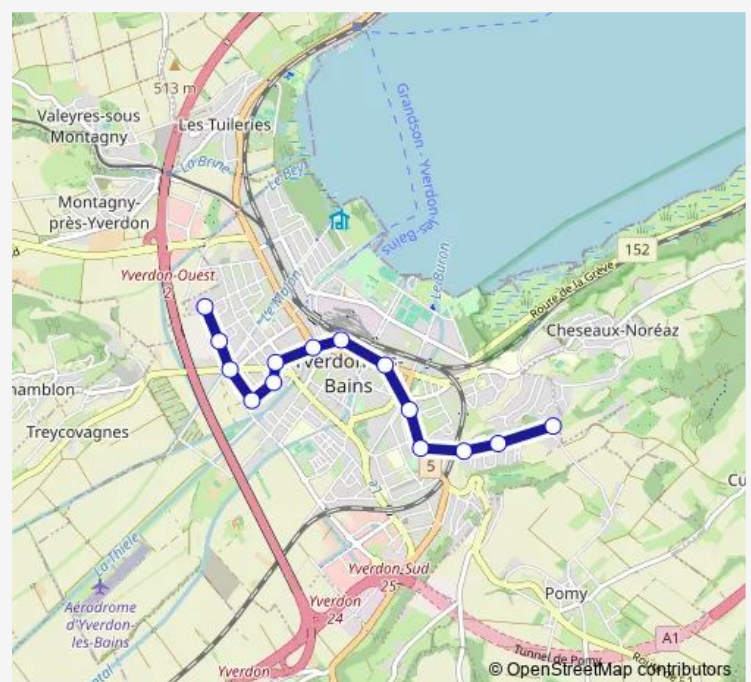 513 m
Valeyres-sous
Montagny
Les Tuileries
La Brine
Le Bey
Grandson - Yverdon-les-Bains
Montagny-
près-Yverdon
152
Yverdon-Ouest
2
Le Buron
Route de la Grève
Le Mujon
Cheseaux-Noréaz
Bains
Treycovagnes
5
La Thièle
Yverdon-Sud
25
Aérodrome
d'Yverdon-
les-Bains
Yverdon
24
Pomy
A1
Tunnel de Pomy
Yverdon
© OpenStreetMap contributors